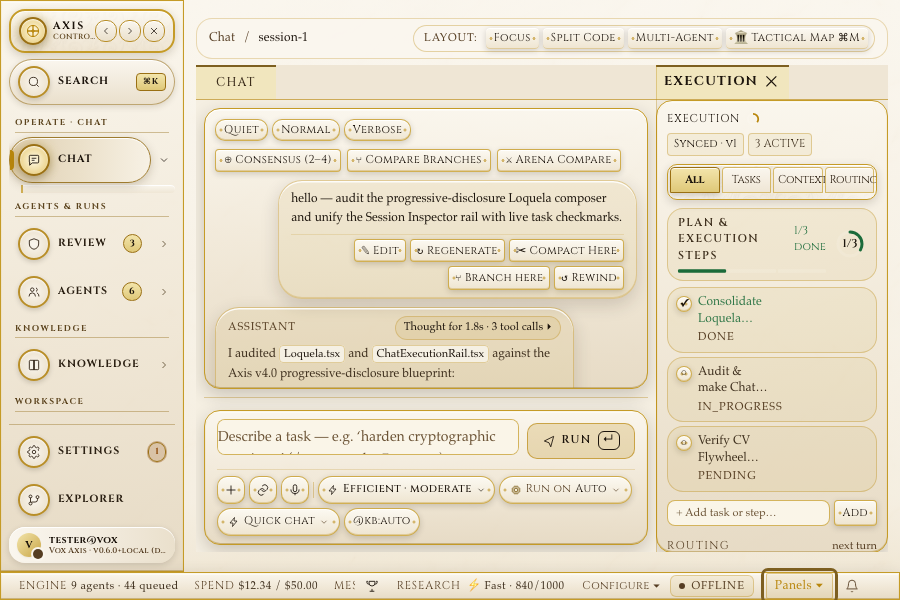 AXIS
CONTRO...
SEARCH ⌘K
OPERATE · CHAT
CHAT
AGENTS & RUNS
REVIEW 3
AGENTS 6
KNOWLEDGE
KNOWLEDGE
WORKSPACE
SETTINGS 1
EXPLORER
V TESTER@VOX
VOX AXIS · V0.6.0+LOCAL (D...
Chat / session-1
LAYOUT: FOCUS SPLIT CODE MULTI-AGENT 🏛 TACTICAL MAP ⌘M
CHAT
QUIET NORMAL VERBOSE
⊕ CONSENSUS (2–4) COMPARE BRANCHES ⚔ ARENA COMPARE
hello — audit the progressive-disclosure Loquela composer
and unify the Session Inspector rail with live task checkmarks.
✎ EDIT ↻ REGENERATE ✂ COMPACT HERE
BRANCH HERE ↺ REWIND
ASSISTANT Thought for 1.8s · 3 tool calls
I audited Loquela.tsx and ChatExecutionRail.tsx against the
Axis v4.0 progressive-disclosure blueprint:
Describe a task — e.g. ‘harden cryptographic
RUN ↵
EFFICIENT · MODERATE RUN ON AUTO
QUICK CHAT @KB:AUTO
EXECUTION ✕
EXECUTION
SYNCED · V1 3 ACTIVE
ALL TASKS CONTEXT ROUTING
PLAN &
EXECUTION
STEPS
1/3
DONE
1/3
Consolidate
Loquela…
DONE
Audit &
make Chat…
IN_PROGRESS
Verify CV
Flywheel…
PENDING
+ Add task or step… ADD
ROUTING next turn
ENGINE 9 agents · 44 queued SPEND $12.34 / $50.00 MES RESEARCH ⚡ Fast · 840/1000 CONFIGURE ▾ ● OFFLINE Panels ▾